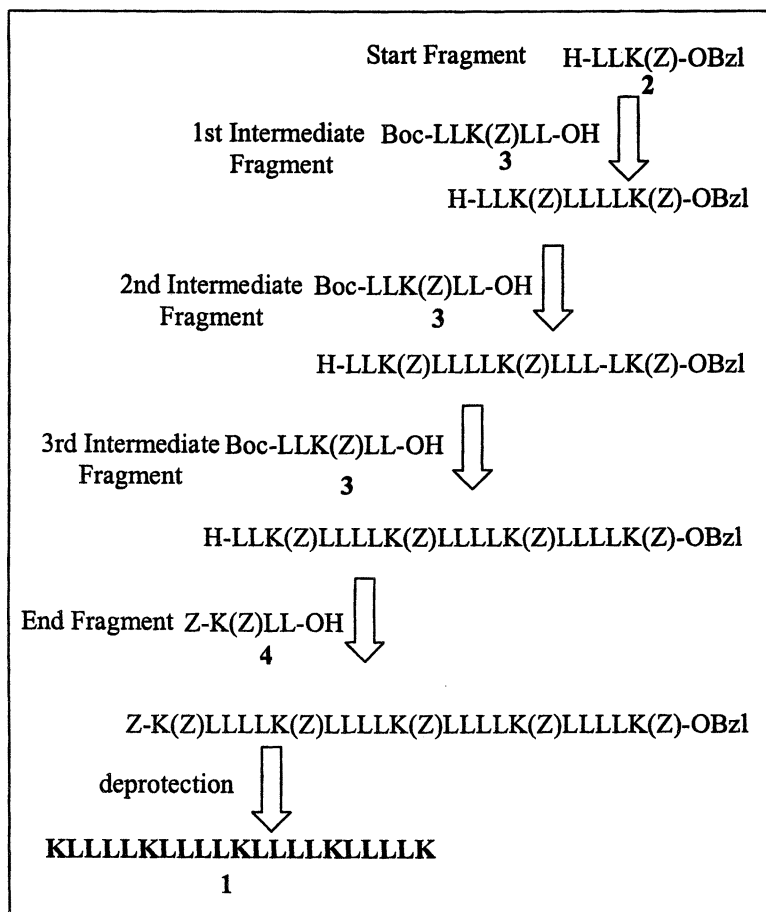 Start Fragment H-LLK(Z)-OBzl
2
1st Intermediate Boc-LLK(Z)LL-OH
Fragment 3
H-LLK(Z)LLLLK(Z)-OBzl
2nd Intermediate Boc-LLK(Z)LL-OH
Fragment 3
H-LLK(Z)LLLLK(Z)LLL-LK(Z)-OBzl
3rd Intermediate Boc-LLK(Z)LL-OH
Fragment 3
H-LLK(Z)LLLLK(Z)LLLLK(Z)LLLLK(Z)-OBzl
End Fragment Z-K(Z)LL-OH
4
Z-K(Z)LLLLK(Z)LLLLK(Z)LLLLK(Z)LLLLK(Z)-OBzl
deprotection
KLLLLKLLLLKLLLLKLLLLK
1